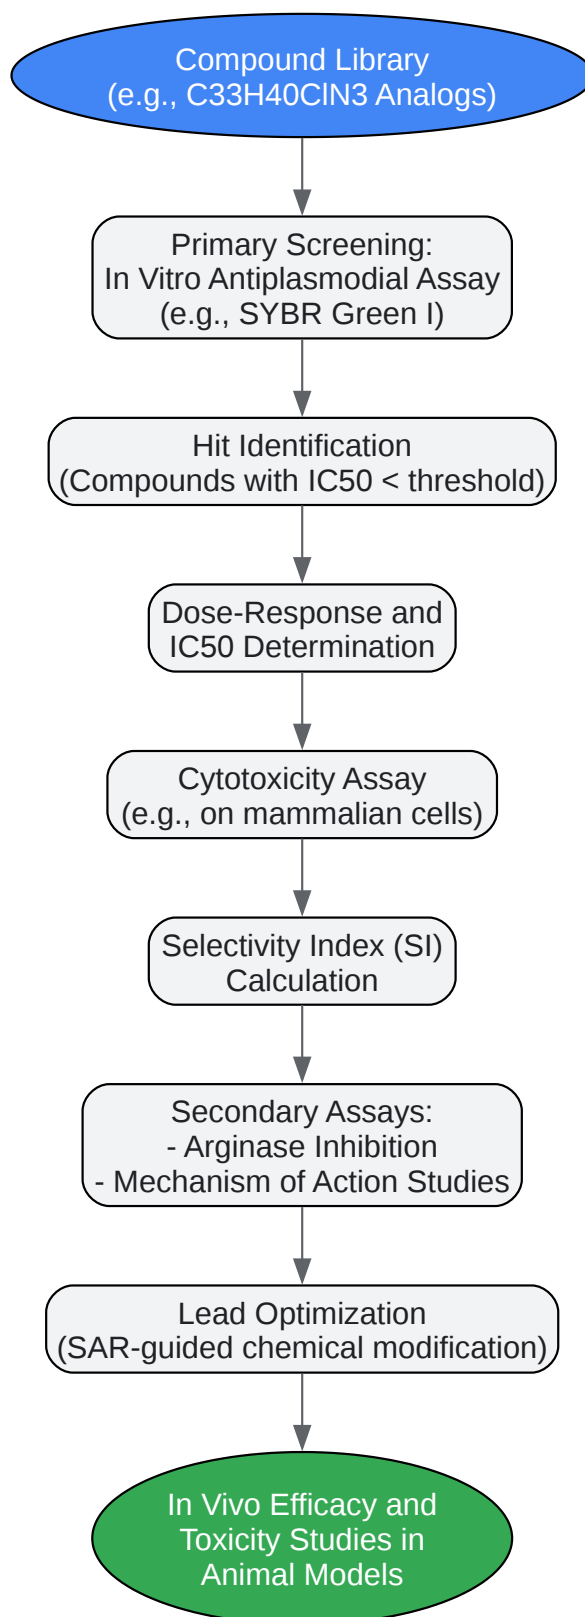 Compound Library
(e.g., C33H40ClN3 Analogs)
Primary Screening:
In Vitro Antiplasmodial Assay
(e.g., SYBR Green I)
Hit Identification
(Compounds with IC50 < threshold)
Dose-Response and
IC50 Determination
Cytotoxicity Assay
(e.g., on mammalian cells)
Selectivity Index (SI)
Calculation
Secondary Assays:
- Arginase Inhibition
- Mechanism of Action Studies
Lead Optimization
(SAR-guided chemical modification)
In Vivo Efficacy and
Toxicity Studies in
Animal Models